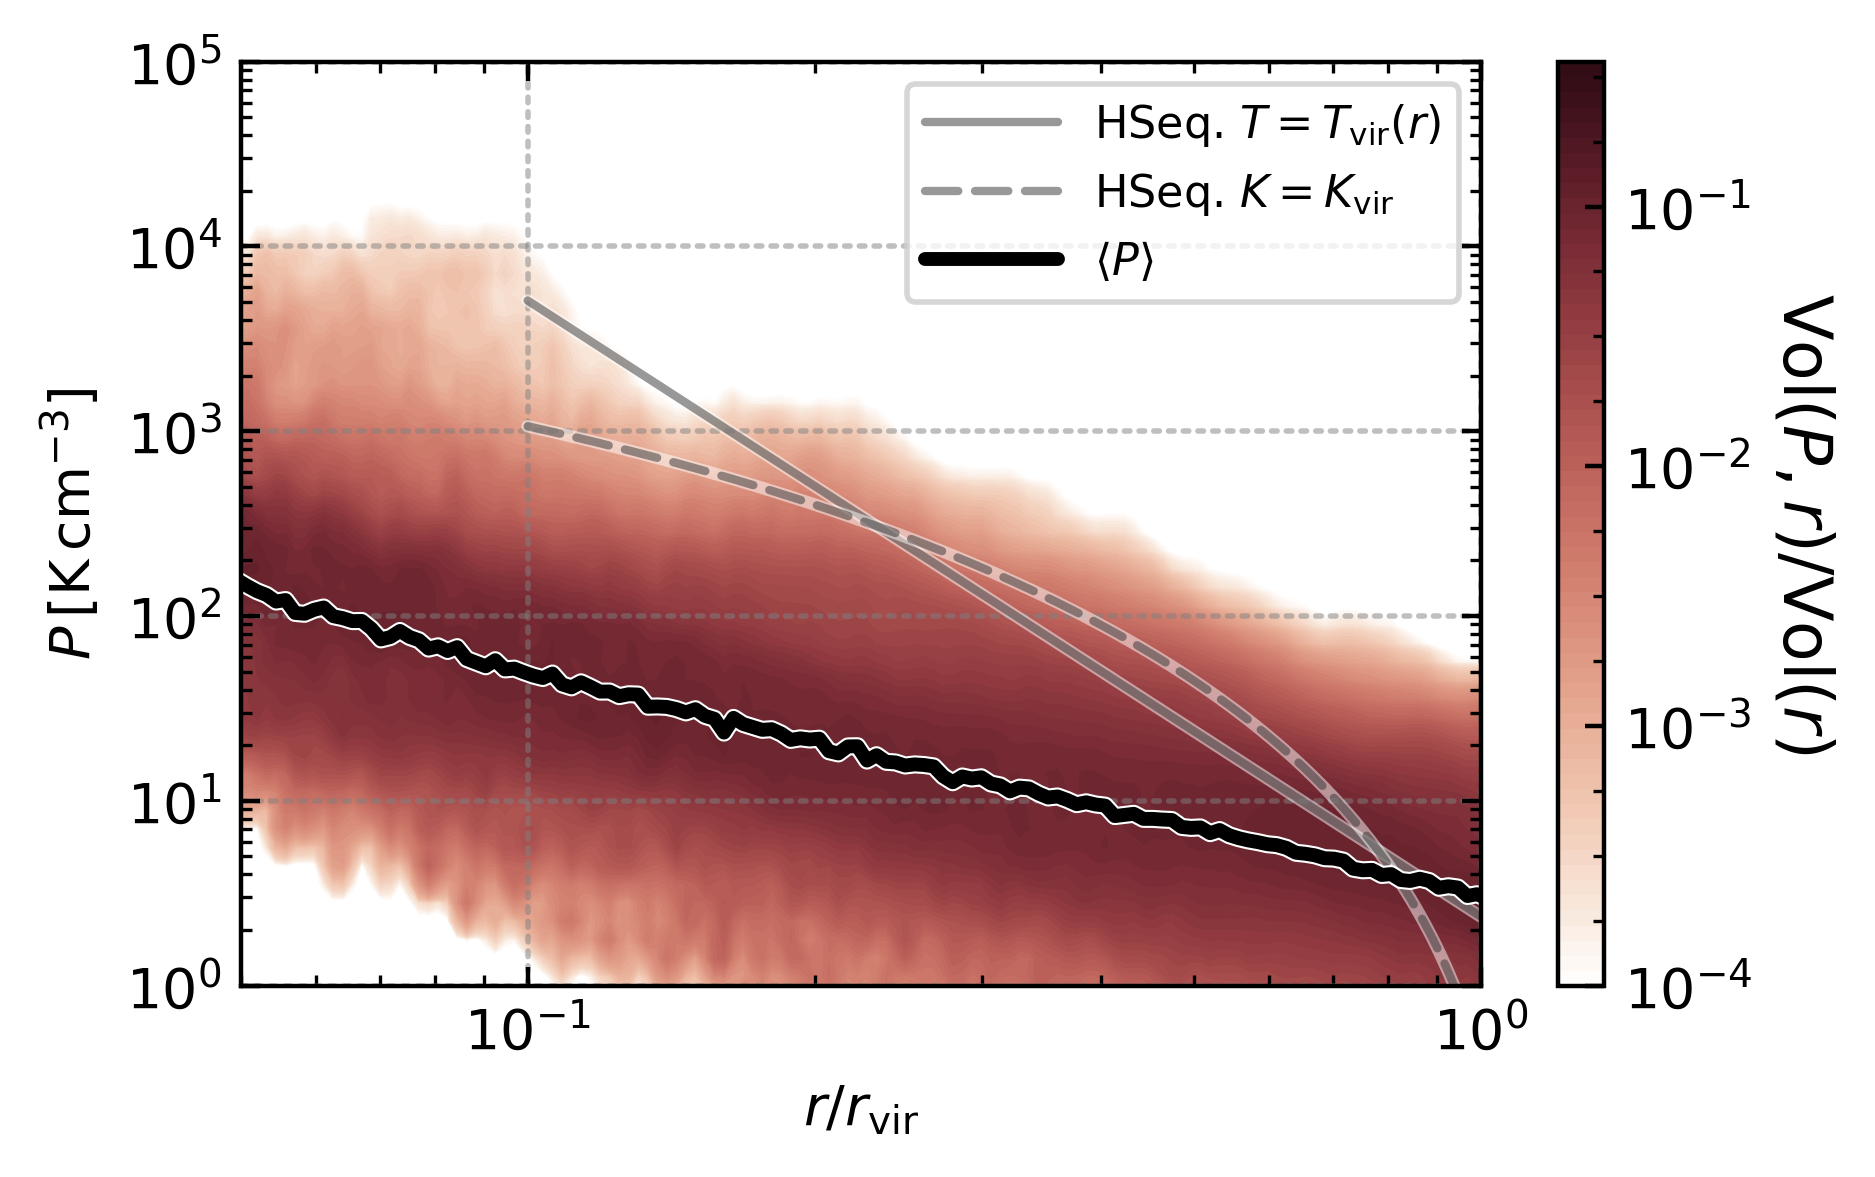 10^5
10^4
10^3
10^2
10^1
10^0
P [K cm^{-3}]
HSeq. T = T_vir(r)
HSeq. K = K_vir
⟨P⟩
10^{-1}
10^0
r/r_vir
10^{-1}
10^{-2}
10^{-3}
10^{-4}
Vol(P, r)/Vol(r)